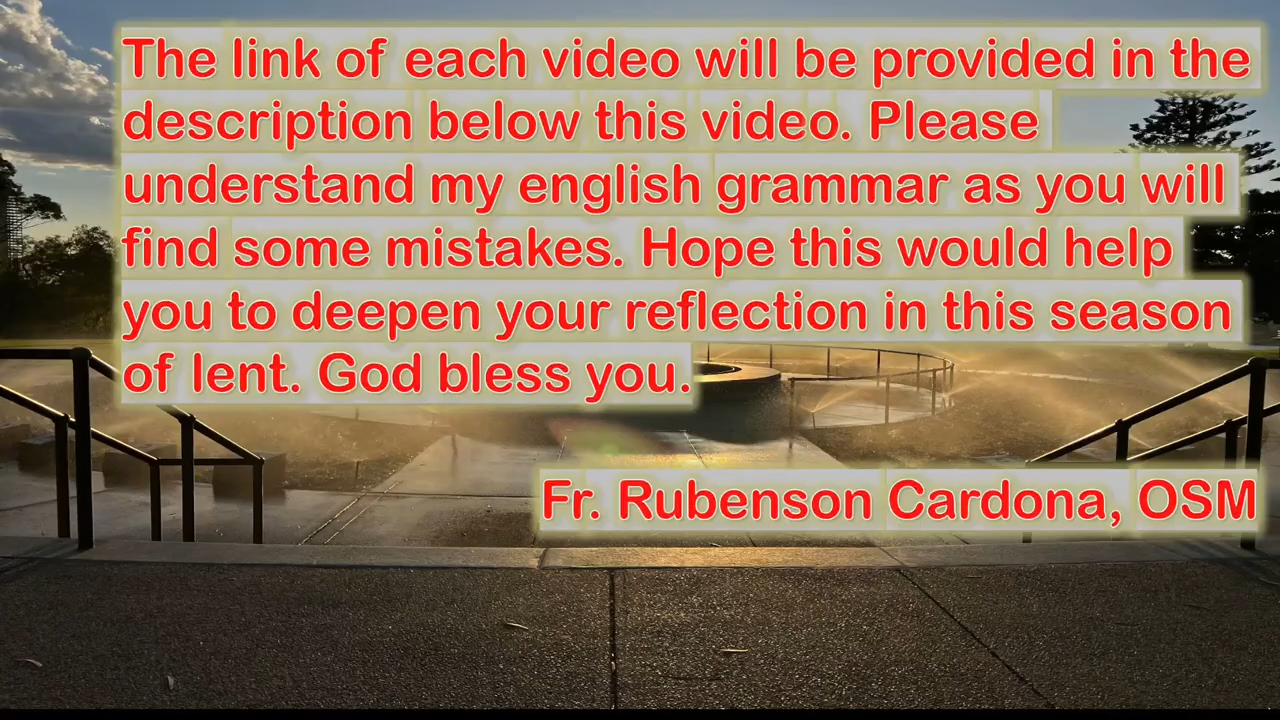 The link of each video will be provided in the
description below this video. Please
understand my english grammar as you will
find some mistakes. Hope this would help
you to deepen your reflection in this season
of lent. God bless you.
Fr. Rubenson Cardona, OSM